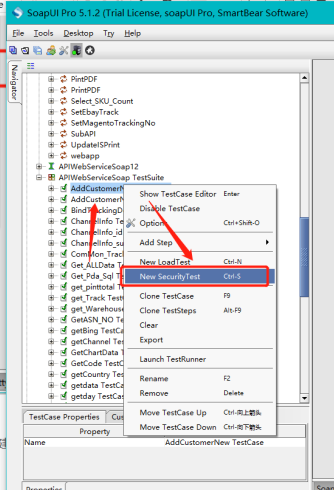 SoapUI Pro 5.1.2 (Trial License, soapUI Pro, SmartBear Software)
File Tools Desktop Try Help
Navigator
PintPDF
PrintPDF
Select_SKU_Count
SetEbayTrack
SetMagentoTrackingNo
SubAPI
UpdateISPrint
webapp
APIWebServiceSoap12
APIWebServiceSoap TestSuite
AddCustomerN
AddCustomerN
BindTrackingD
ChannelInfo Te
ChannelInfo_id
ChannelInfo_su
ComMon_Track
Get_ALLData T
Get_Pda_Sql T
get_pinttotal T
get_Track TestC
get_Warehouse
GetASN_NO Te
getBing TestCa
getChannel Tes
GetChartData T
GetCode TestC
getCountry Tes
getdata TestCa
getday TestCas
Show TestCase Editor Enter
Disable TestCase
Options Ctrl+Shift-O
Add Step
New LoadTest Ctrl-N
New SecurityTest Ctrl-S
Clone TestCase F9
Clone TestSteps Alt-F9
Clear
Export
Launch TestRunner
Rename F2
Remove Delete
Move TestCase Up Ctrl-向上箭头
Move TestCase Down Ctrl-向下箭头
TestCase Properties Cus
Property
Name AddCustomerNew TestCase
Properties